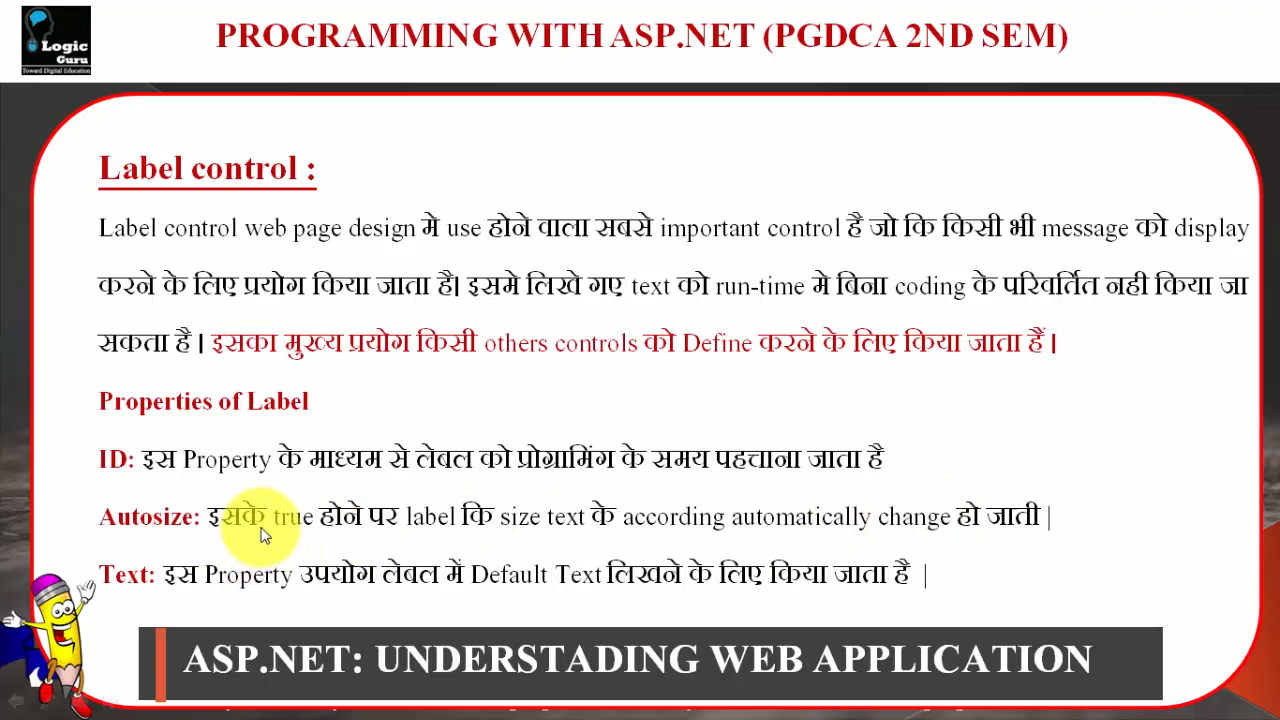 Logic
Guru
Toward Digital Education
PROGRAMMING WITH ASP.NET (PGDCA 2ND SEM)
Label control :
Label control web page design मे use होने वाला सबसे important control है जो कि किसी भी message को display
करने के लिए प्रयोग किया जाता है। इसमे लिखे गए text को run-time मे बिना coding के परिवर्तित नही किया जा
सकता है। इसका मुख्य प्रयोग किसी others controls को Define करने के लिए किया जाता हैं।
Properties of Label
ID: इस Property के माध्यम से लेबल को प्रोग्रामिंग के समय पहचाना जाता है
Autosize: इसके true होने पर label कि size text के according automatically change हो जाती |
Text: इस Property उपयोग लेबल में Default Text लिखने के लिए किया जाता है |
ASP.NET: UNDERSTADING WEB APPLICATION